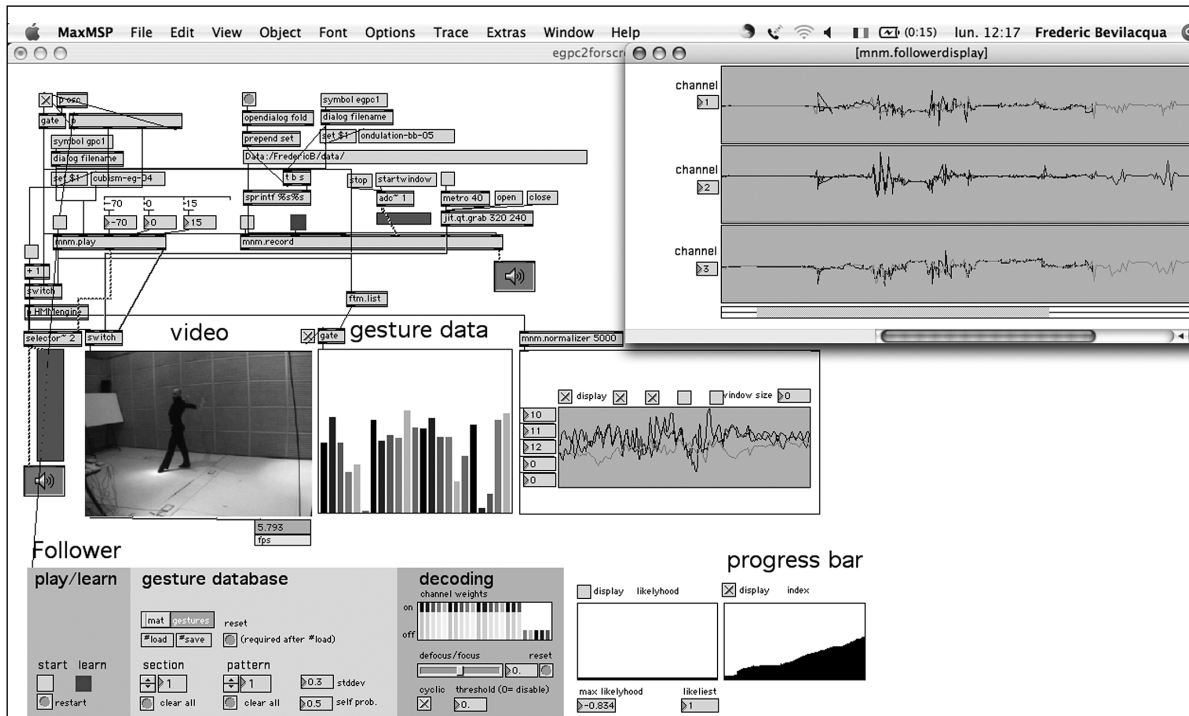 MaxMSP File Edit View Object Font Options Trace Extras Window Help (0:15) lun. 12:17 Frederic Bevilacqua
egpc2forscre
[mnm.followerdisplay]
channel
1
channel
2
channel
3
p osc
gate p
symbol gpc1
dialog filename
set $1 cubism-eg-04
-70 0 15
-70 0 15
mnm.play
+ 1
switch
p HMMengine
selector~ 2 switch
opendialog fold
prepend set
symbol egpc1
dialog filename
set $1 ondulation-bb-05
Data:/FredericB/data/
t b s
sprintf %s%s
stop startwindow
adc~ 1
metro 40 open close
jit.qt.grab 320 240
mnm.record
ftm.list
video
gate
gesture data
mnm.normalizer 5000
display
window size 0
10
11
12
0
0
5.793
fps
Follower
play/learn
start learn
restart
gesture database
mat gestures
reset
#load #save (required after #load)
section pattern
1 1 0.3 stddev
clear all clear all 0.5 self prob.
decoding
channel weights
on
off
defocus/focus reset
0.
cyclic threshold (0= disable)
0.
display likelyhood
max likelyhood likeliest
-0.834 1
progress bar
display index